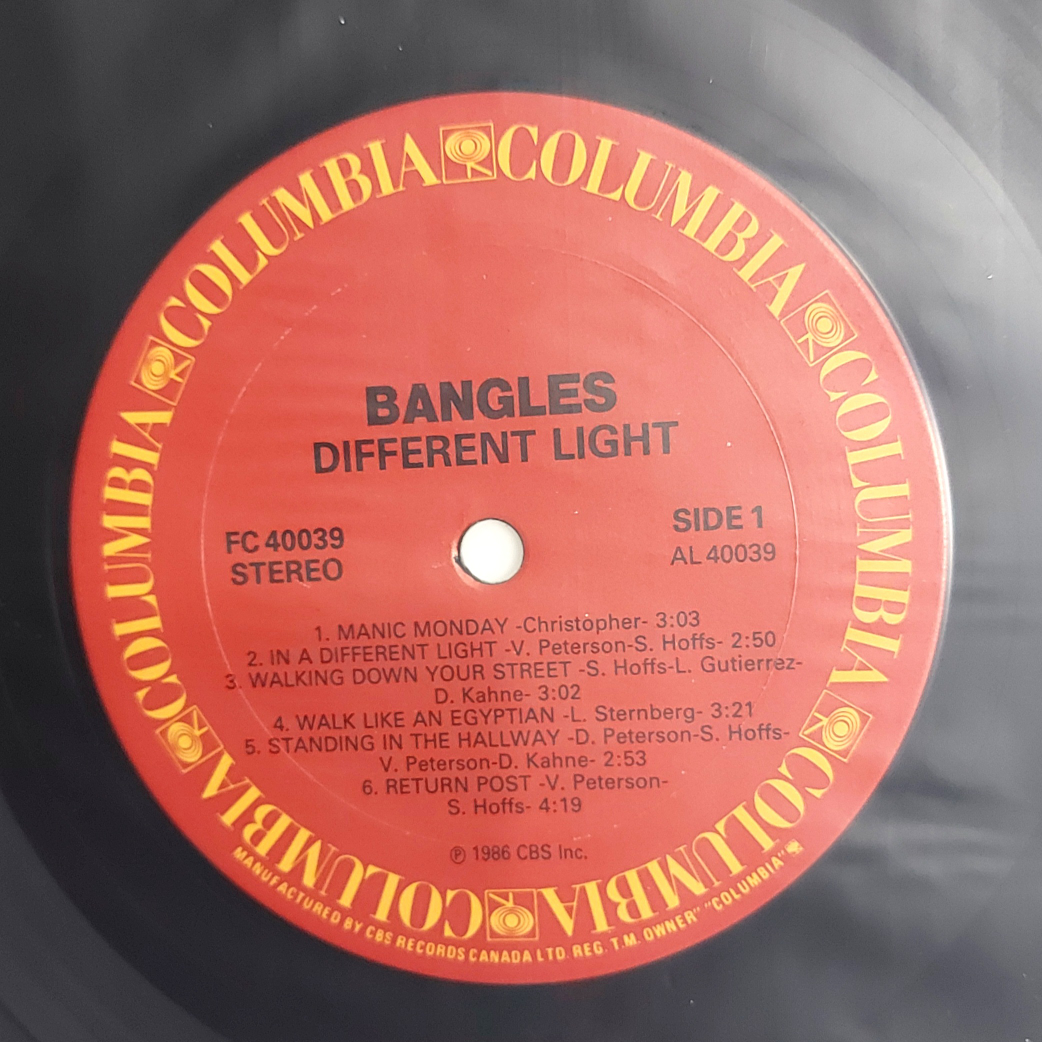 COLUMBIA COLUMBIA COLUMBIA COLUMBIA COLUMBIA COLUMBIA
BANGLES
DIFFERENT LIGHT
FC 40039
STEREO
SIDE 1
AL 40039
1. MANIC MONDAY -Christopher- 3:03
2. IN A DIFFERENT LIGHT -V. Peterson-S. Hoffs- 2:50
3. WALKING DOWN YOUR STREET -S. Hoffs-L. Gutierrez-
D. Kahne- 3:02
4. WALK LIKE AN EGYPTIAN -L. Sternberg- 3:21
5. STANDING IN THE HALLWAY -D. Peterson-S. Hoffs-
V. Peterson-D. Kahne- 2:53
6. RETURN POST -V. Peterson-
S. Hoffs- 4:19
℗ 1986 CBS Inc.
MANUFACTURED BY CBS RECORDS CANADA LTD. REG. T.M. OWNER" "COLUMBIA"